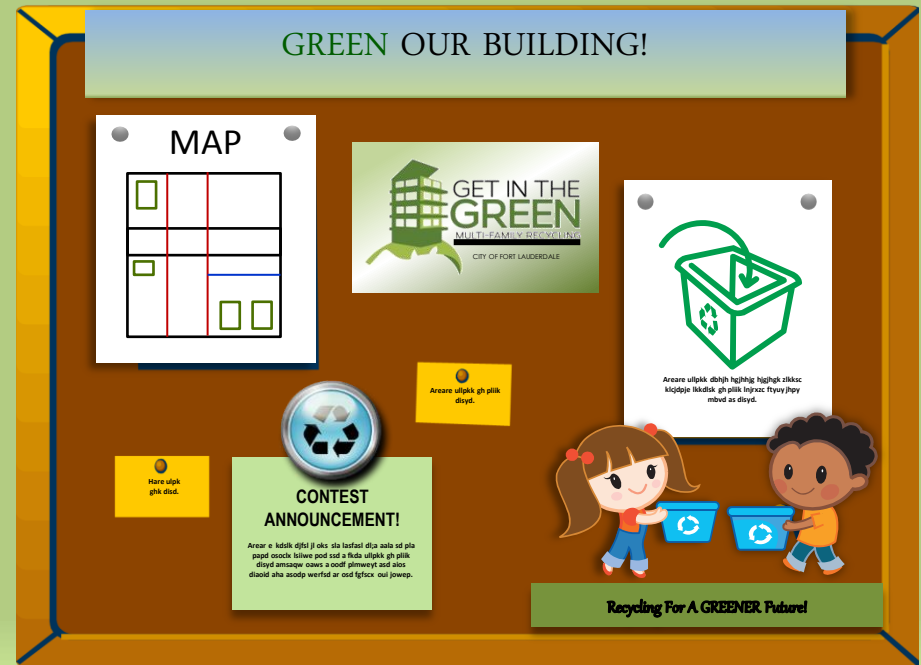 GREEN OUR BUILDING!
MAP
GET IN THE
GREEN
MULTI-FAMILY RECYCLING
CITY OF FORT LAUDERDALE
Areare ullpkk dbhjh hgjhhjg hjgjhgk zlkksc
klcjdpje lkkdlsk gh pliik lnjrxzc ftyuy jhpy
mbvd as disyd.
Areare ullpkk gh pliik
disyd.
Hare ulpk
ghk disd.
CONTEST
ANNOUNCEMENT!
Arear e kdslk djfsl jl oks sla lasfasl dl;a aala sd pla
papd osoclx lsiiwe pod ssd a fkda ullpkk gh pliik
disyd amsaqw oaws a oodf plmweyt asd aios
diaoid aha asodp werfsd ar osd fgfscx oui jowep.
Recycling For A GREENER Future!